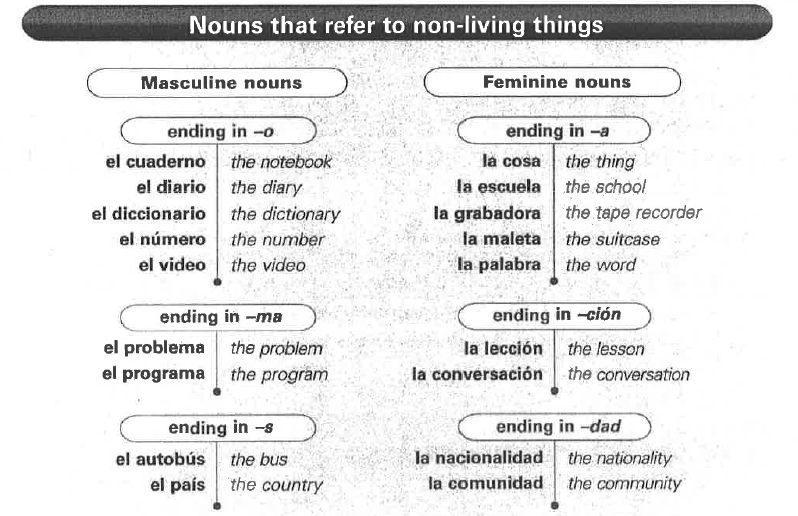 Nouns that refer to non-living things
Masculine nouns
ending in –o
el cuaderno the notebook
el diario the diary
el diccionario the dictionary
el número the number
el video the video
ending in –ma
el problema the problem
el programa the program
ending in –s
el autobús the bus
el país the country
Feminine nouns
ending in –a
la cosa the thing
la escuela the school
la grabadora the tape recorder
la maleta the suitcase
la palabra the word
ending in –ción
la lección the lesson
la conversación the conversation
ending in –dad
la nacionalidad the nationality
la comunidad the community